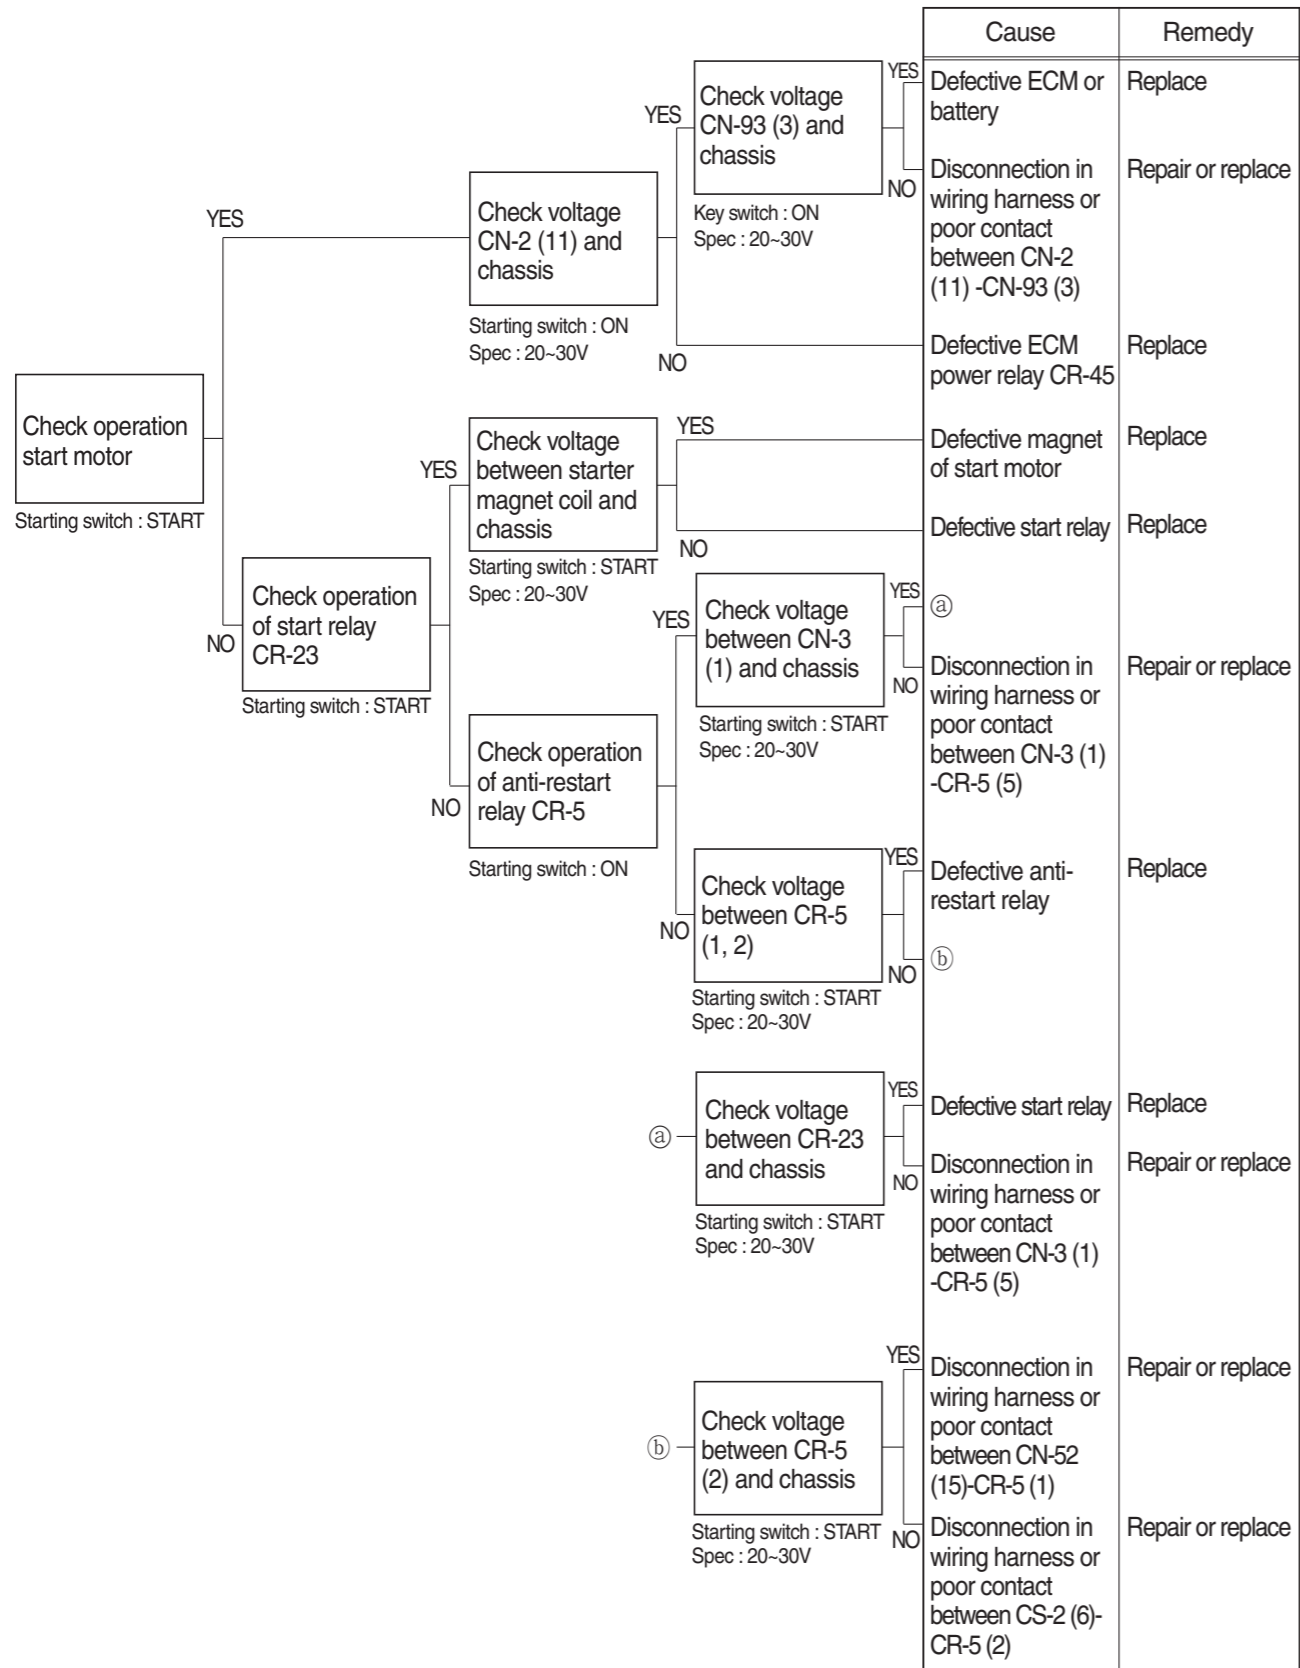 Cause
Remedy
YES
Check voltage
CN-93 (3) and
chassis
Key switch : ON
Spec : 20~30V
YES
Defective ECM or
battery
Replace
NO
Disconnection in
wiring harness or
poor contact
between CN-2
(11) -CN-93 (3)
Repair or replace
YES
Check voltage
CN-2 (11) and
chassis
Starting switch : ON
Spec : 20~30V
NO
Defective ECM
power relay CR-45
Replace
Check operation
start motor
Starting switch : START
YES
Check voltage
between starter
magnet coil and
chassis
Starting switch : START
Spec : 20~30V
YES
Defective magnet
of start motor
Replace
NO
Defective start relay
Replace
NO
Check operation
of start relay
CR-23
Starting switch : START
YES
Check voltage
between CN-3
(1) and chassis
Starting switch : START
Spec : 20~30V
YES
ⓐ
NO
Disconnection in
wiring harness or
poor contact
between CN-3 (1)
-CR-5 (5)
Repair or replace
NO
Check operation
of anti-restart
relay CR-5
Starting switch : ON
NO
Check voltage
between CR-5
(1, 2)
Starting switch : START
Spec : 20~30V
YES
Defective anti-
restart relay
Replace
NO
ⓑ
ⓐ
Check voltage
between CR-23
and chassis
Starting switch : START
Spec : 20~30V
YES
Defective start relay
Replace
NO
Disconnection in
wiring harness or
poor contact
between CN-3 (1)
-CR-5 (5)
Repair or replace
ⓑ
Check voltage
between CR-5
(2) and chassis
Starting switch : START
Spec : 20~30V
YES
Disconnection in
wiring harness or
poor contact
between CN-52
(15)-CR-5 (1)
Repair or replace
NO
Disconnection in
wiring harness or
poor contact
between CS-2 (6)-
CR-5 (2)
Repair or replace